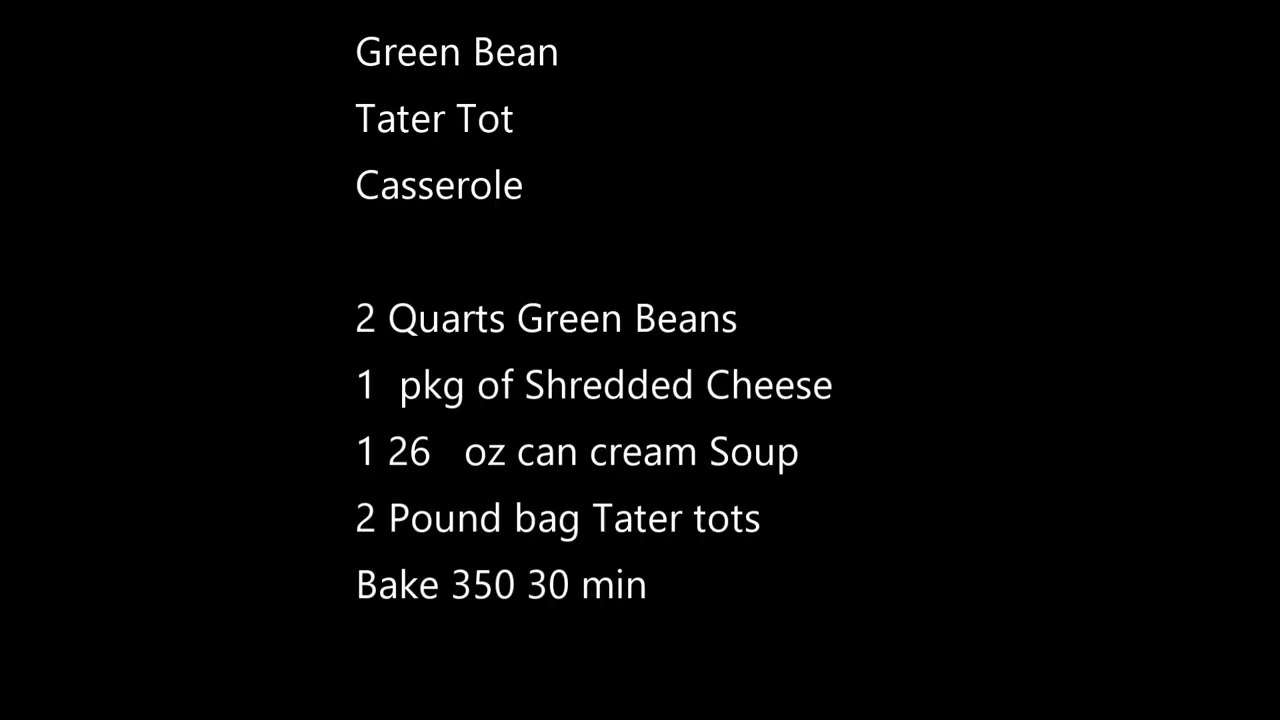 Green Bean
Tater Tot
Casserole
2 Quarts Green Beans
1  pkg of Shredded Cheese
1 26   oz can cream Soup
2 Pound bag Tater tots
Bake 350 30 min